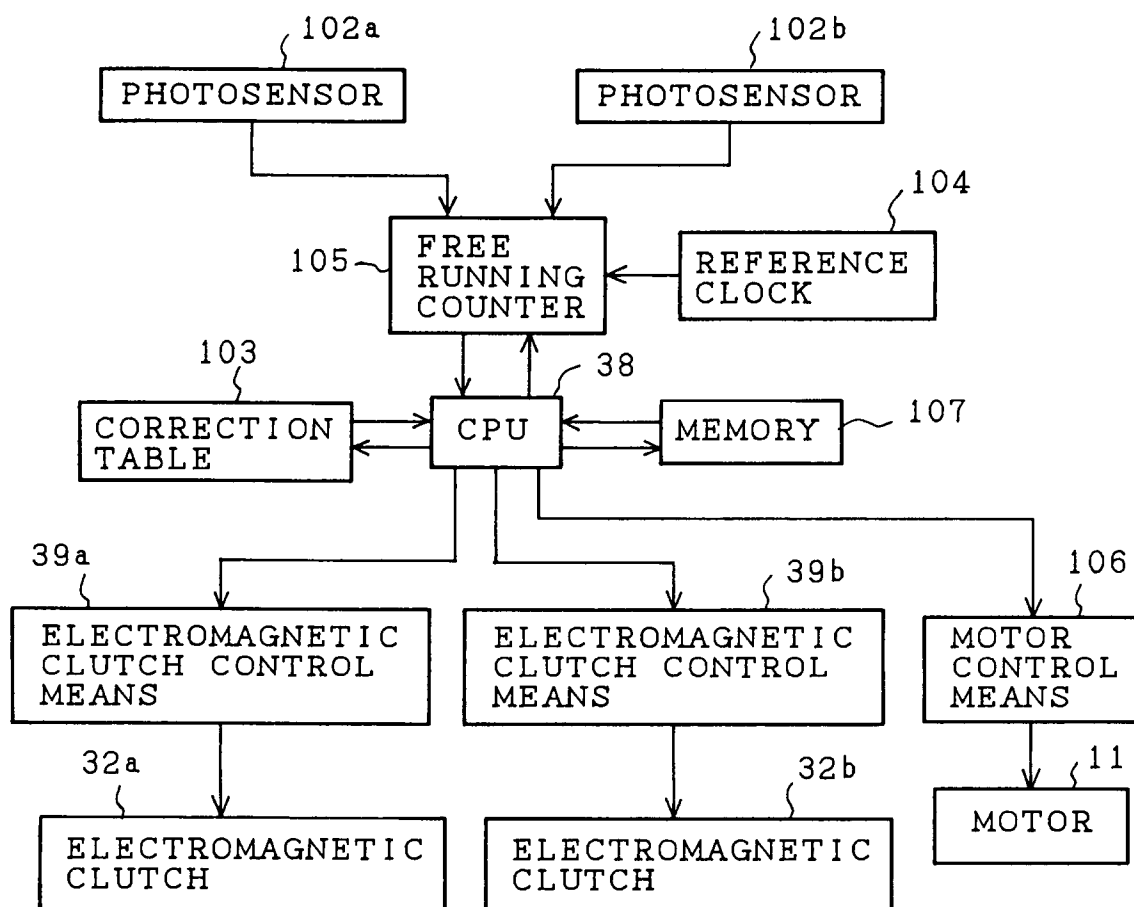 102a
102b
PHOTOSENSOR
PHOTOSENSOR
104
105
FREE
RUNNING
COUNTER
REFERENCE
CLOCK
103
38
CORRECTION
TABLE
CPU
MEMORY
107
39a
39b
106
ELECTROMAGNETIC
CLUTCH CONTROL
MEANS
ELECTROMAGNETIC
CLUTCH CONTROL
MEANS
MOTOR
CONTROL
MEANS
32a
32b
11
ELECTROMAGNETIC
CLUTCH
ELECTROMAGNETIC
CLUTCH
MOTOR